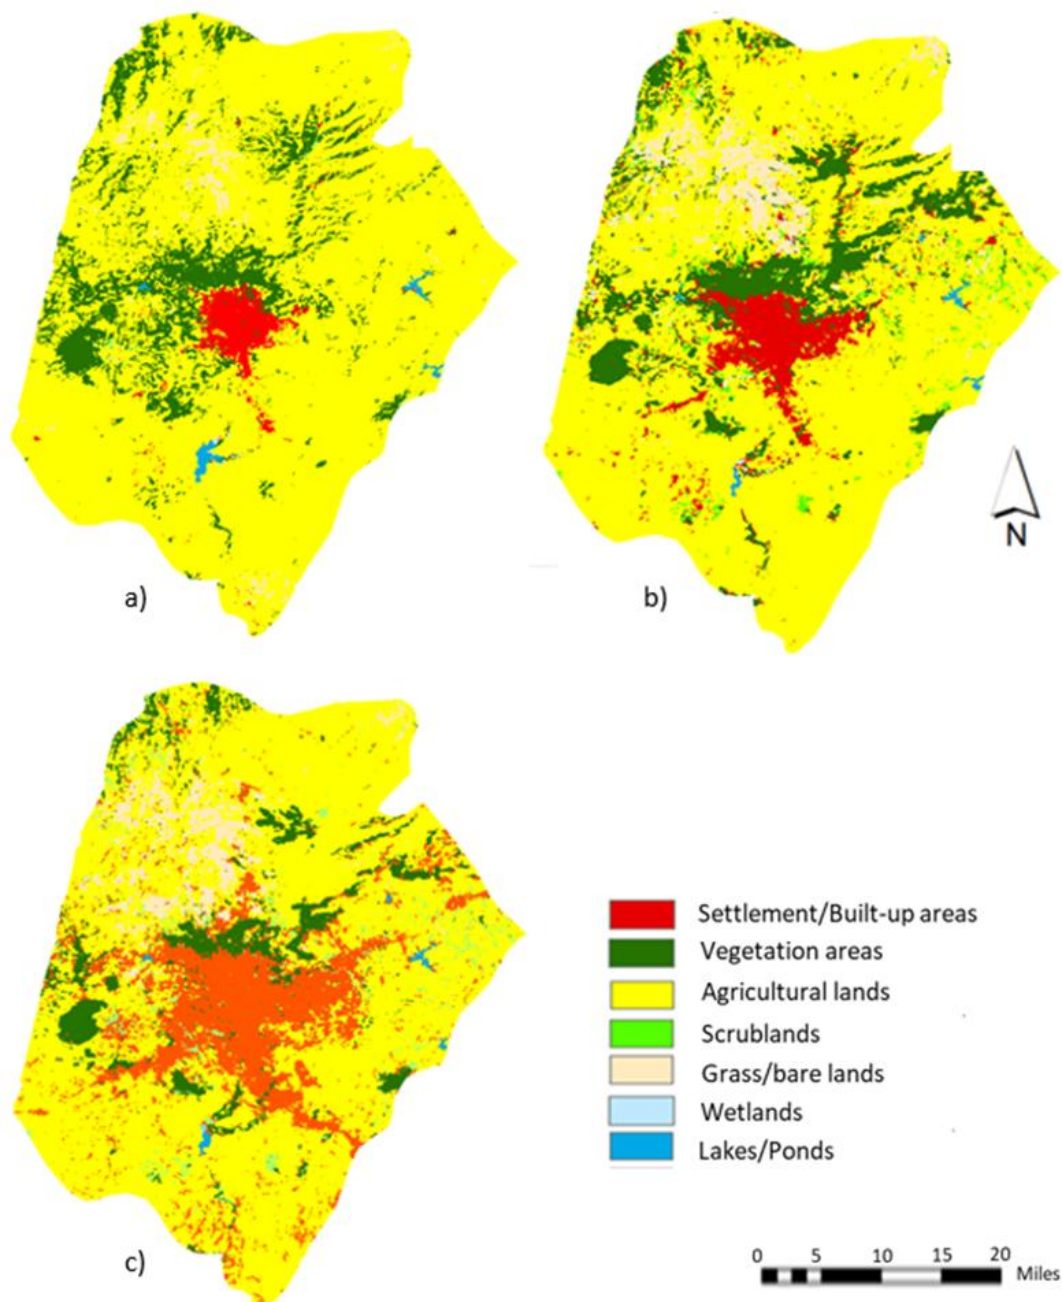 a)
b)
N
c)
Settlement/Built-up areas
Vegetation areas
Agricultural lands
Scrublands
Grass/bare lands
Wetlands
Lakes/Ponds
0 5 10 15 20
Miles